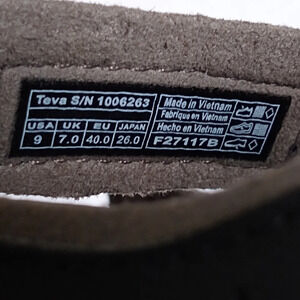 Teva S/N 1006263
USA UK EU JAPAN
9 7.0 40.0 26.0
Made in Vietnam
Fabriqué en Vietnam
Hecho en Vietnam
F27117B